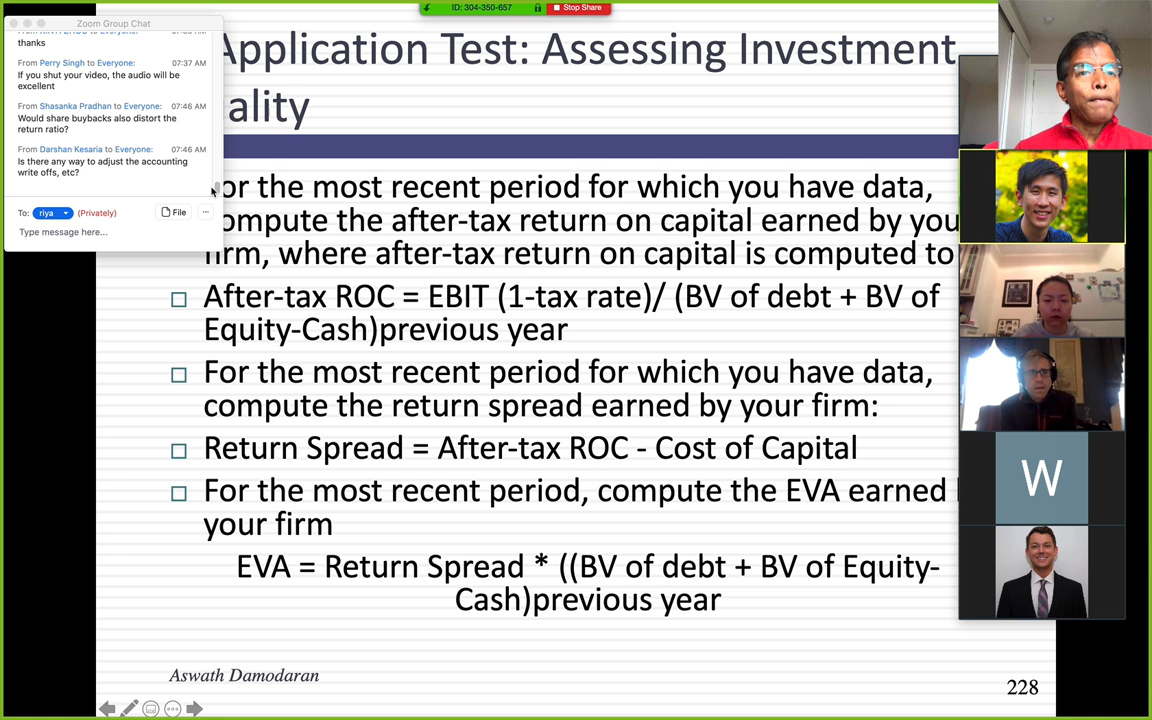 ID: 304-350-657
Stop Share
Zoom Group Chat
to Everyone:
thanks
From Perry Singh to Everyone: 07:37 AM
If you shut your video, the audio will be
excellent
From Shasanka Pradhan to Everyone: 07:46 AM
Would share buybacks also distort the
return ratio?
From Darshan Kesaria to Everyone: 07:46 AM
Is there any way to adjust the accounting
write offs, etc?
To: riya (Privately) File
Type message here...
Application Test: Assessing Investment
ality
or the most recent period for which you have data,
ompute the after-tax return on capital earned by you
firm, where after-tax return on capital is computed to
After-tax ROC = EBIT (1-tax rate)/ (BV of debt + BV of
Equity-Cash)previous year
For the most recent period for which you have data,
compute the return spread earned by your firm:
Return Spread = After-tax ROC - Cost of Capital
For the most recent period, compute the EVA earned
your firm
EVA = Return Spread * ((BV of debt + BV of Equity-
Cash)previous year
Aswath Damodaran
228
W